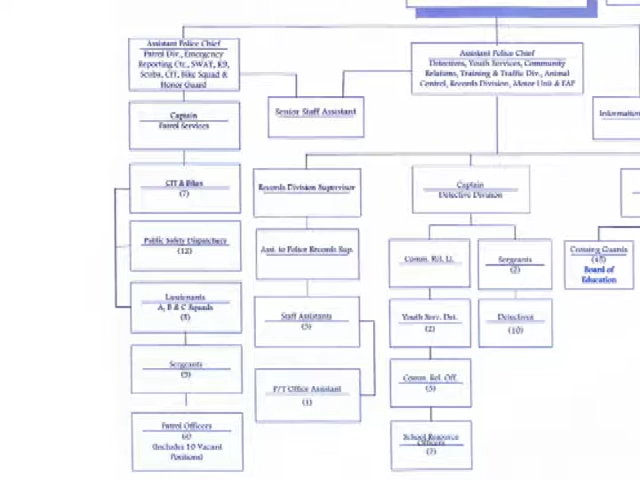 Assistant Police Chief
Patrol Div., Emergency
Reporting Ctr., SWAT, K9,
Scuba, CIT, Bike Squad &
Honor Guard
Assistant Police Chief
Detectives, Youth Services, Community
Relations, Training & Traffic Div., Animal
Control, Records Division, Motor Unit & EAP
Captain
Patrol Services
Senior Staff Assistant
Information
CIT & Bikes
(7)
Records Division Supervisor
Captain
Detective Division
Public Safety Dispatchers
(12)
Asst. to Police Records Sup.
Comm. Rel. Lt.
Sergeants
(2)
Crossing Guards
Board of
Education
Lieutenants
A, B & C Squads
Staff Assistants
Youth Serv. Det.
(2)
Detectives
(10)
Sergeants
P/T Office Assistant
(1)
Comm. Rel. Off.
Patrol Officers
60
(Includes 10 Vacant
Positions)
School Resource
Officers